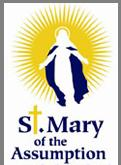 St. Mary
of the
Assumption